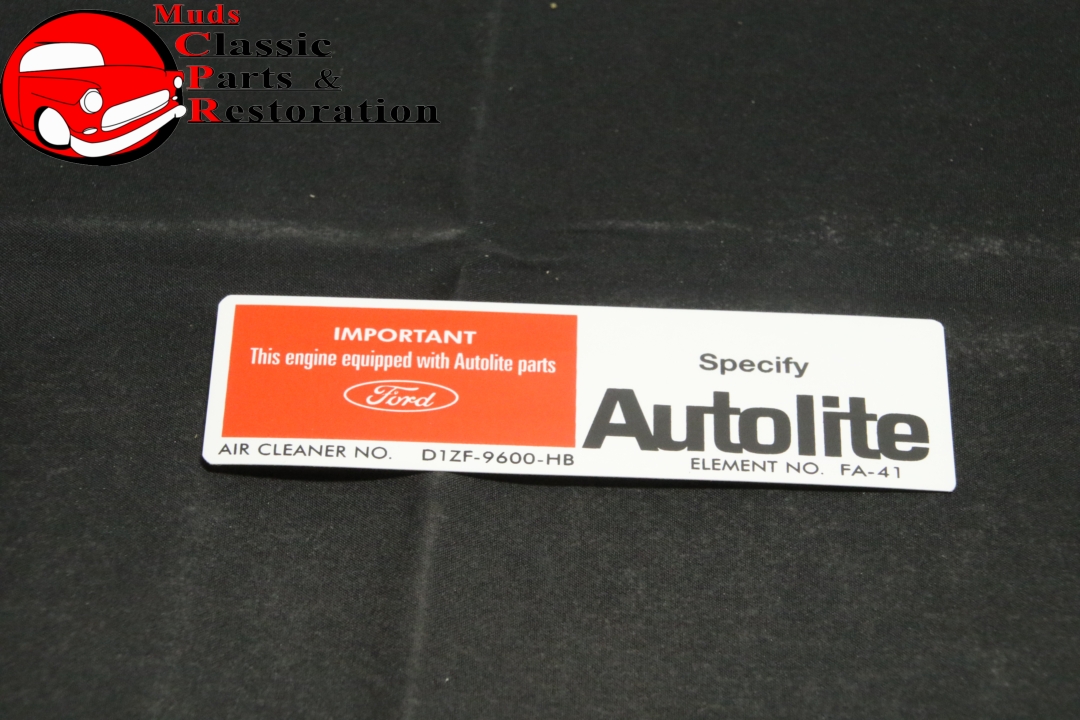 Muds
Classic
Parts &
Restoration
IMPORTANT
This engine equipped with Autolite parts
Ford
AIR CLEANER NO. D1ZF-9600-HB
Specify
Autolite
ELEMENT NO. FA-41